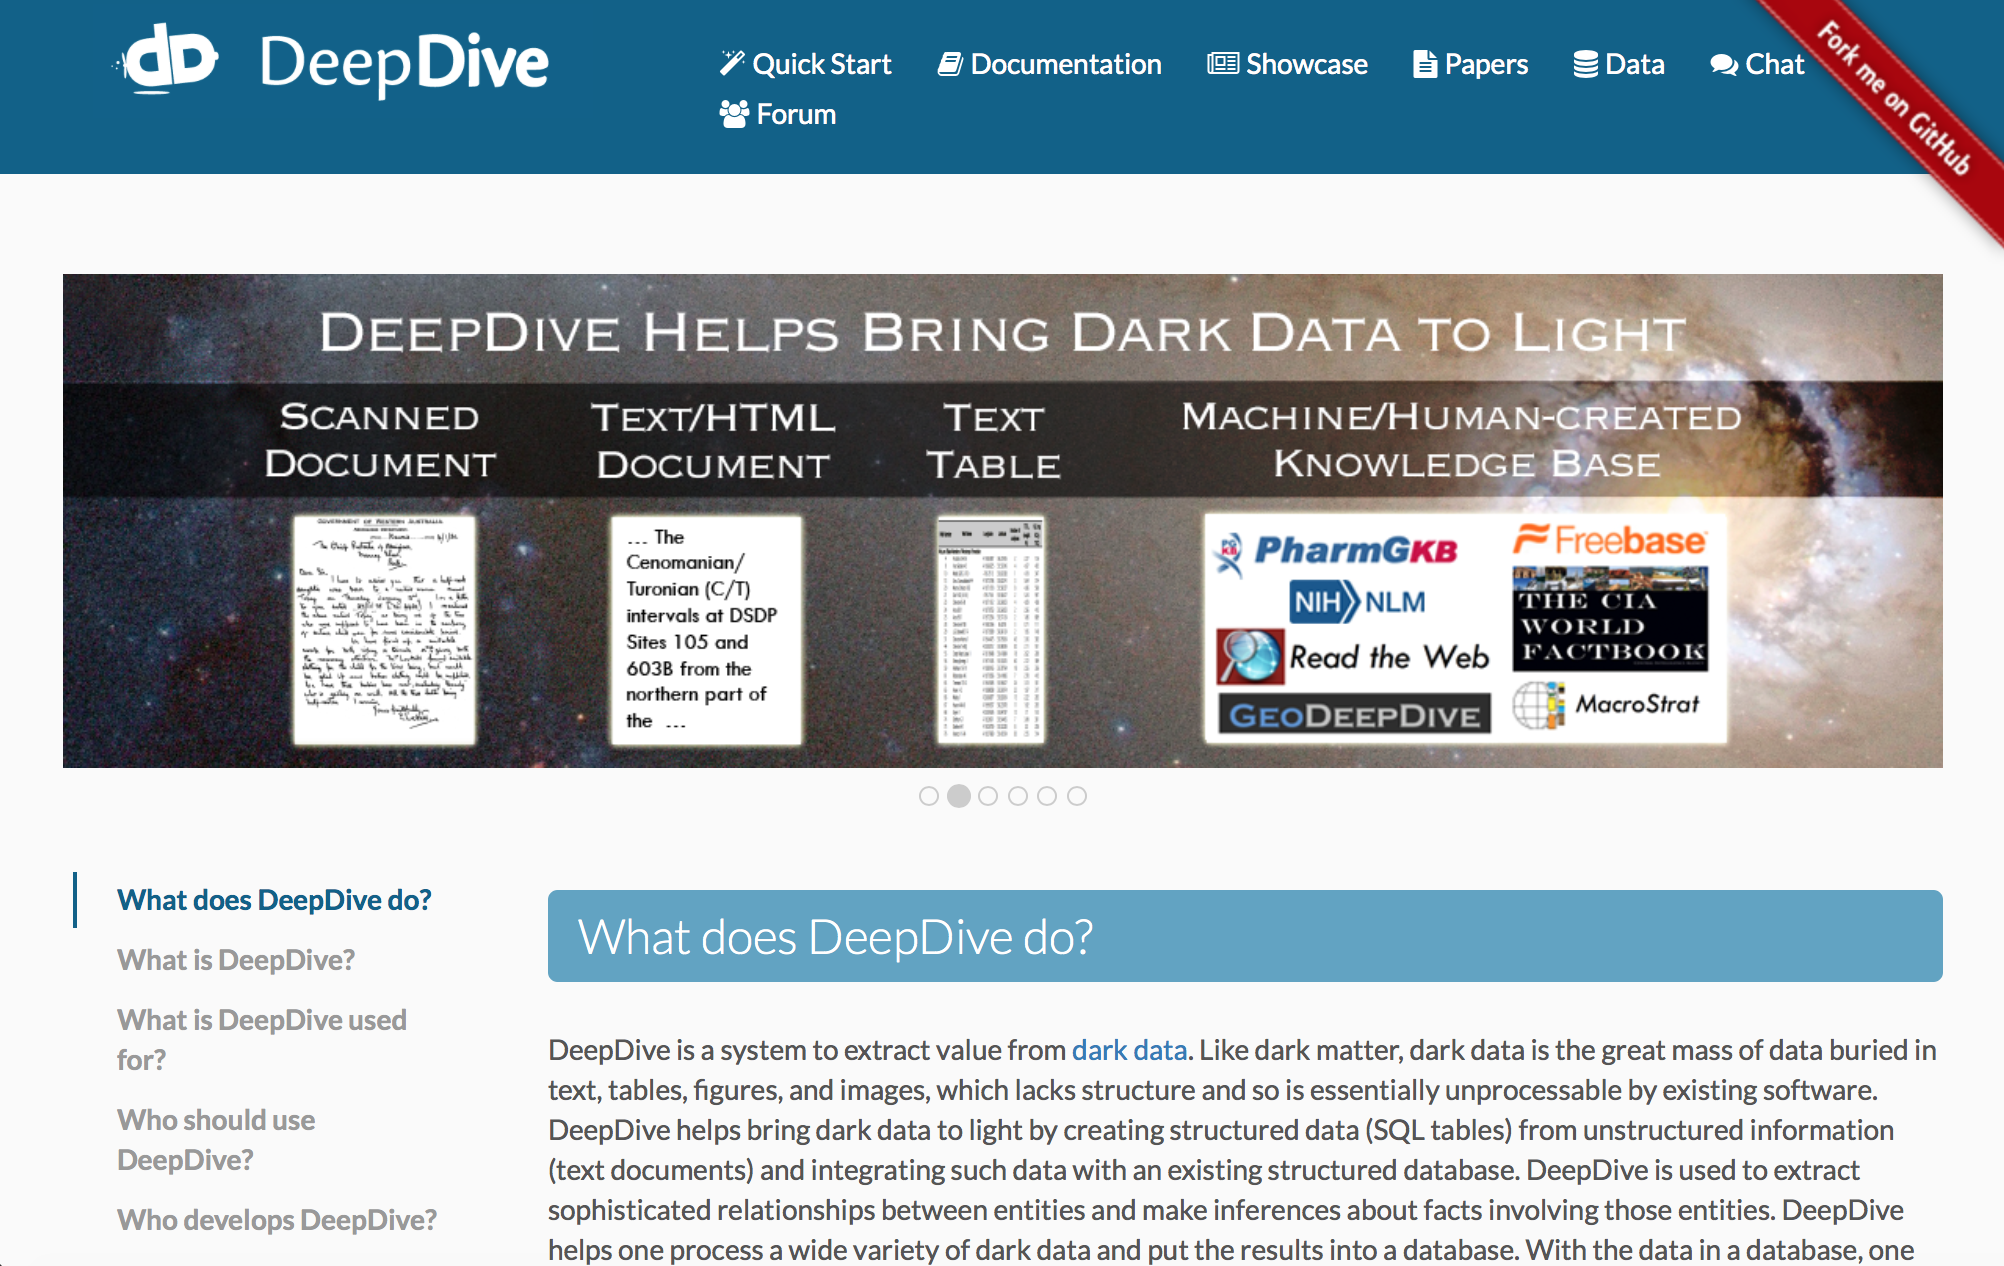 dD DeepDive
Quick Start Documentation Showcase Papers Data Chat
Forum
Fork me on GitHub
DEEPDIVE HELPS BRING DARK DATA TO LIGHT
SCANNED DOCUMENT
TEXT/HTML DOCUMENT
TEXT TABLE
MACHINE/HUMAN-CREATED KNOWLEDGE BASE
GOVERNMENT OF WESTERN AUSTRALIA
... The
Cenomanian/
Turonian (C/T)
intervals at DSDP
Sites 105 and
603B from the
northern part of
the ...
PGKB PharmGKB
NIH NLM
Read the Web
GEODEEPDIVE
Freebase
THE CIA
WORLD
FACTBOOK
MacroStrat
What does DeepDive do?
What is DeepDive?
What is DeepDive used
for?
Who should use
DeepDive?
Who develops DeepDive?
What does DeepDive do?
DeepDive is a system to extract value from dark data. Like dark matter, dark data is the great mass of data buried in
text, tables, figures, and images, which lacks structure and so is essentially unprocessable by existing software.
DeepDive helps bring dark data to light by creating structured data (SQL tables) from unstructured information
(text documents) and integrating such data with an existing structured database. DeepDive is used to extract
sophisticated relationships between entities and make inferences about facts involving those entities. DeepDive
helps one process a wide variety of dark data and put the results into a database. With the data in a database, one